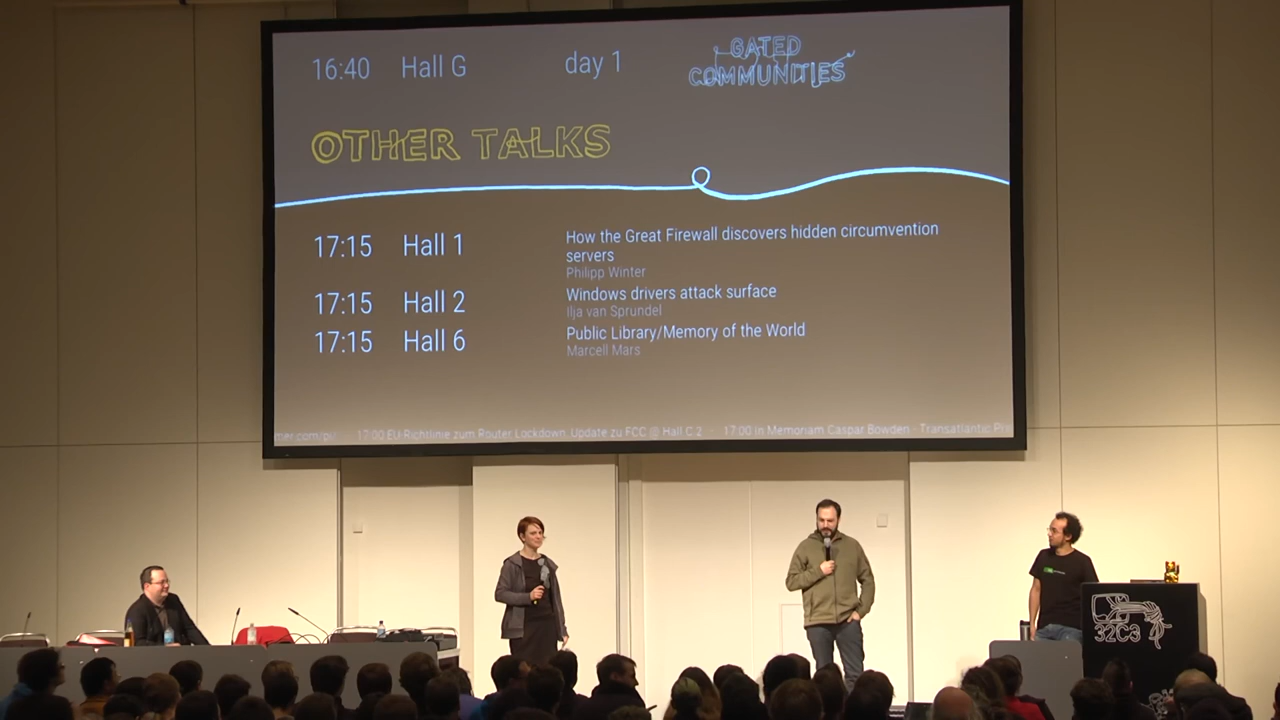 16:40 Hall G day 1 GATED
COMMUNITIES
OTHER TALKS
17:15 Hall 1 How the Great Firewall discovers hidden circumvention
servers
Philipp Winter
17:15 Hall 2 Windows drivers attack surface
Ilja van Sprundel
17:15 Hall 6 Public Library/Memory of the World
Marcell Mars
17:00 EU-Richtlinie zum Router Lockdown, Update zu FCC @ Hall C.2 17:00 in Memoriam Caspar Bowden - Transatlantic
32C3